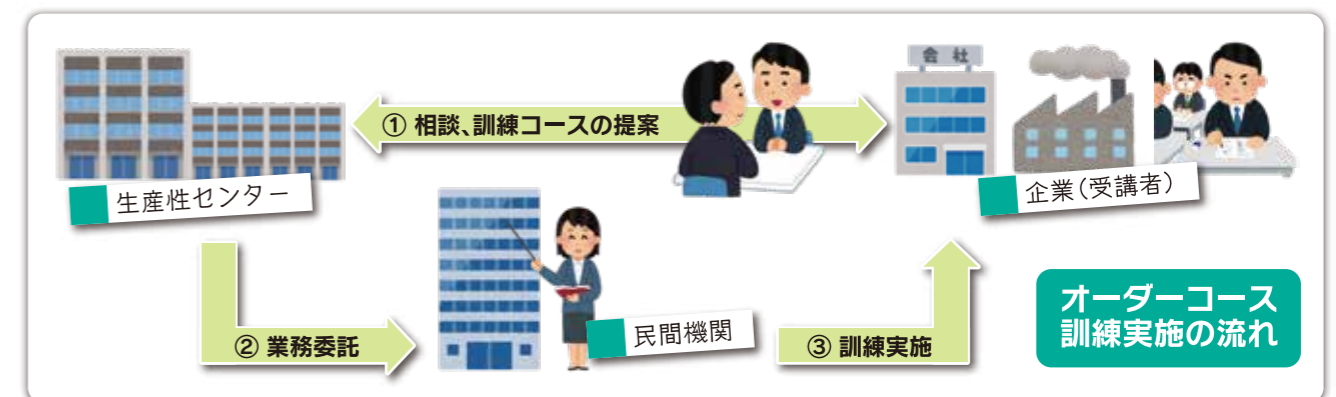 会社
① 相談、訓練コースの提案
生産性センター
企業（受講者）
② 業務委託
民間機関
③ 訓練実施
オーダーコース
訓練実施の流れ